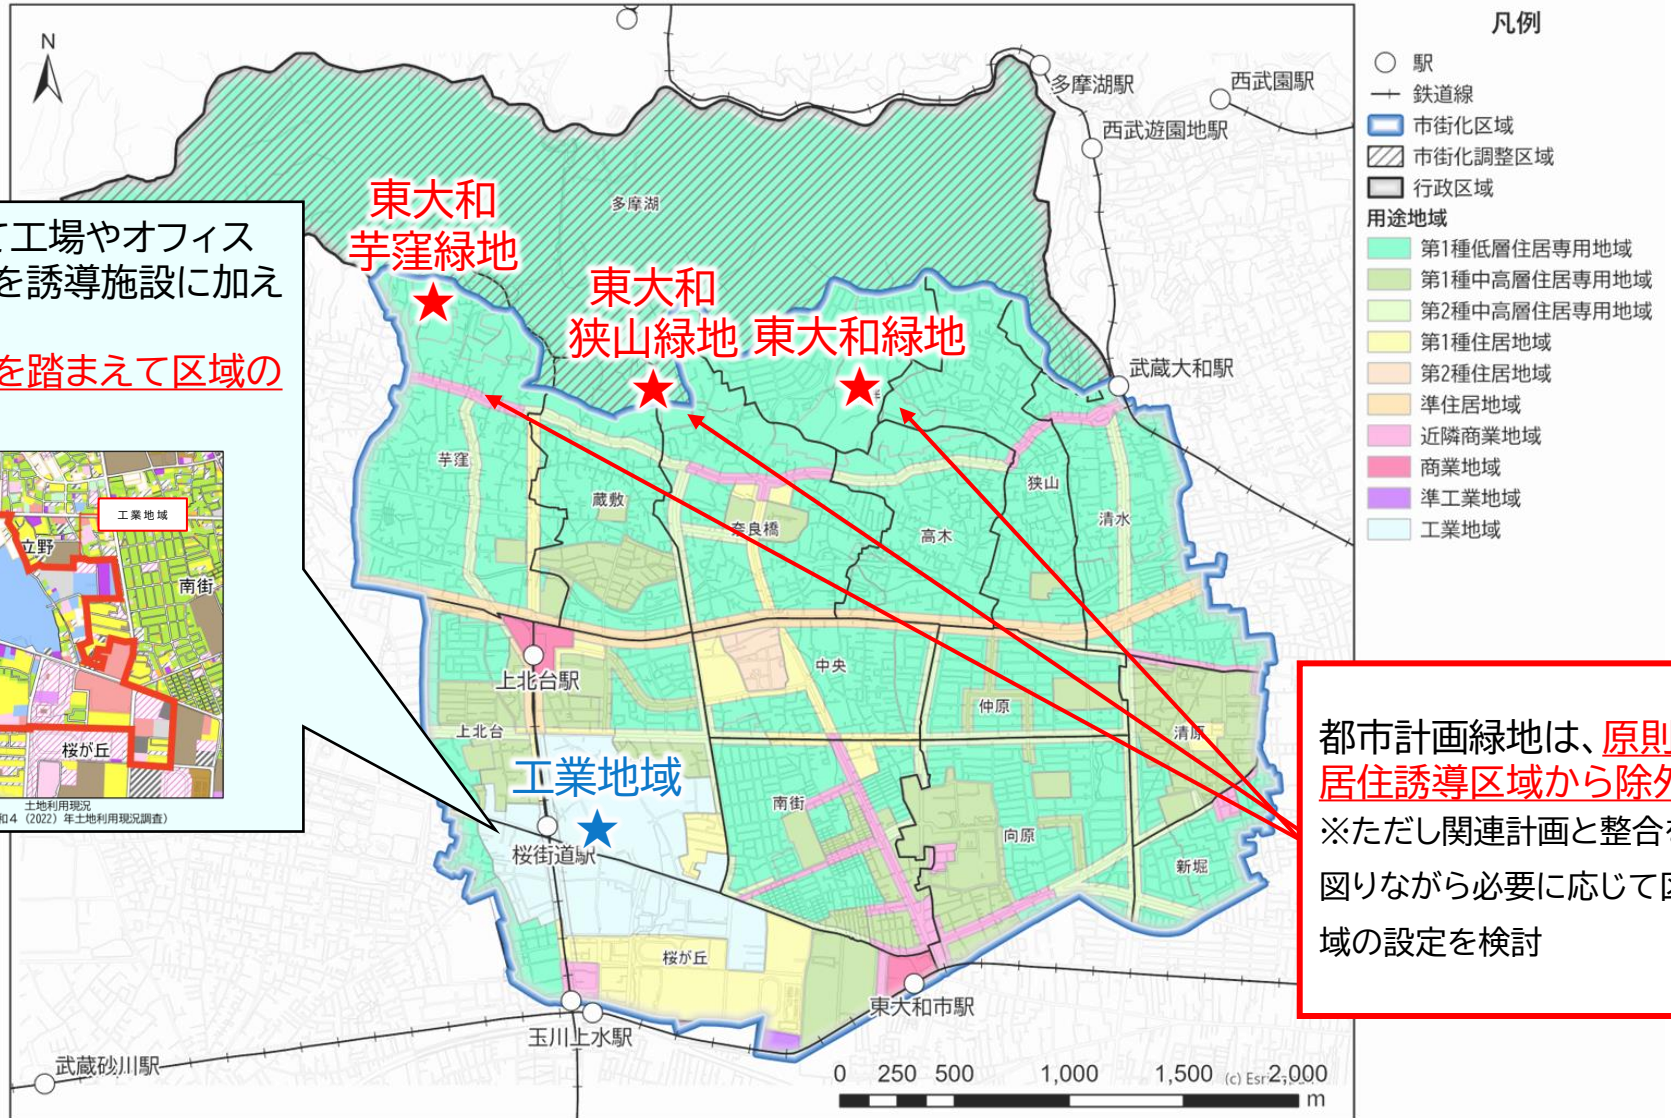 N
多摩湖駅
西武園駅
西武遊園地駅
多摩湖
東大和
芋窪緑地
東大和
狭山緑地
東大和緑地
武蔵大和駅
芋窪
蔵敷
奈良橋
高木
狭山
清水
上北台駅
中央
仲原
清原
上北台
工業地域
桜街道駅
南街
向原
新堀
桜が丘
東大和市駅
玉川上水駅
武蔵砂川駅
0 250 500 1,000 1,500 2,000
m
(c) Esri
て工場やオフィス
を誘導施設に加え
を踏まえて区域の
工業地域
立野
南街
桜が丘
土地利用現況
和4(2022)年土地利用現況調査)
都市計画緑地は、原則
居住誘導区域から除外
※ただし関連計画と整合を
図りながら必要に応じて区
域の設定を検討
凡例
駅
鉄道線
市街化区域
市街化調整区域
行政区域
用途地域
第1種低層住居専用地域
第1種中高層住居専用地域
第2種中高層住居専用地域
第1種住居地域
第2種住居地域
準住居地域
近隣商業地域
商業地域
準工業地域
工業地域